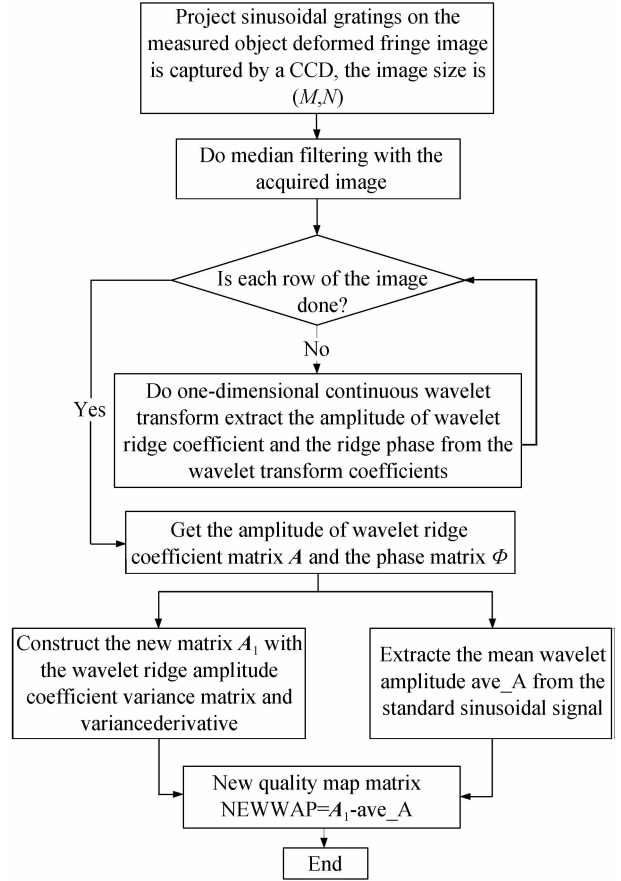 Project sinusoidal gratings on the
measured object deformed fringe image
is captured by a CCD, the image size is
(M,N)
Do median filtering with the
acquired image
Is each row of the image
done?
No
Yes
Do one-dimensional continuous wavelet
transform extract the amplitude of wavelet
ridge coefficient and the ridge phase from the
wavelet transform coefficients
Get the amplitude of wavelet ridge
coefficient matrix A and the phase matrix Φ
Construct the new matrix A₁ with
the wavelet ridge amplitude
coefficient variance matrix and
variancederivative
Extracte the mean wavelet
amplitude ave_A from the
standard sinusoidal signal
New quality map matrix
NEWWAP=A₁-ave_A
End